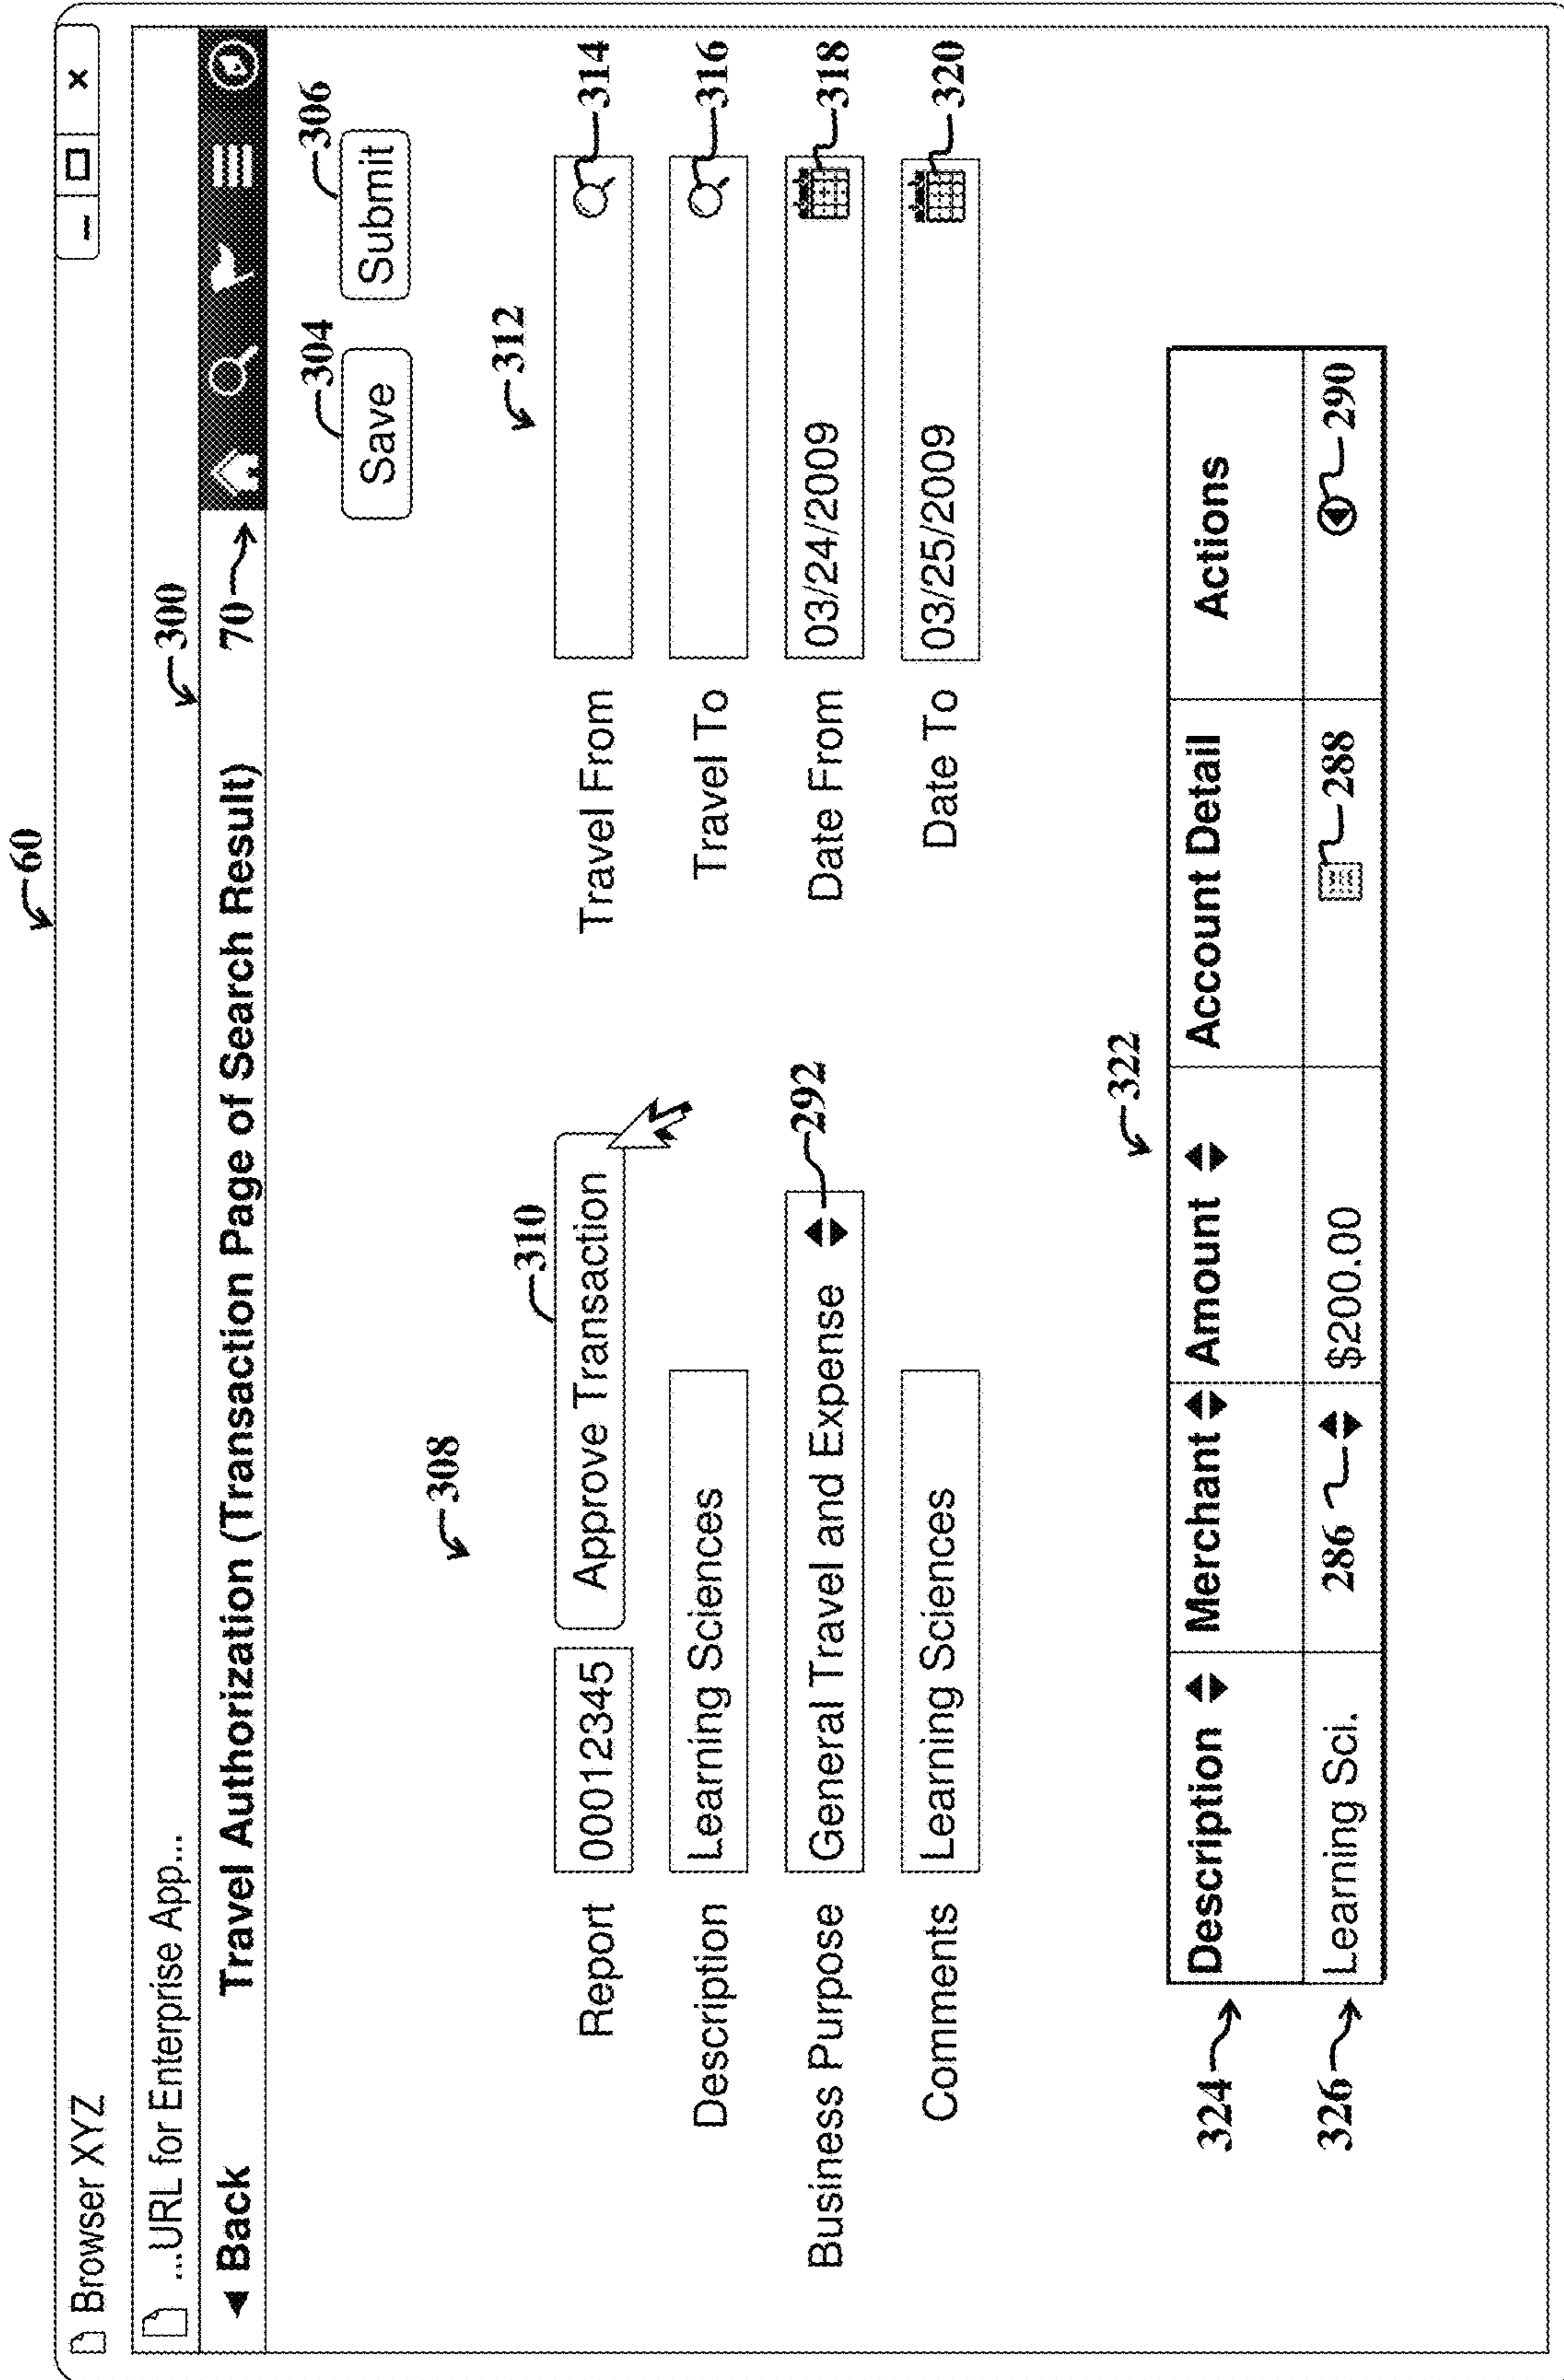 60
Browser XYZ
...URL for Enterprise App...
300
Back Travel Authorization (Transaction Page of Search Result) 70
304 306
Save Submit
308 312
310
Report 00012345 Approve Transaction Travel From 314
Description Learning Sciences Travel To 316
Business Purpose General Travel and Expense 292 Date From 03/24/2009 318
Comments Learning Sciences Date To 03/25/2009 320
322
324 Description Merchant Amount Account Detail Actions
326 Learning Sci. 286 $200.00 288 290